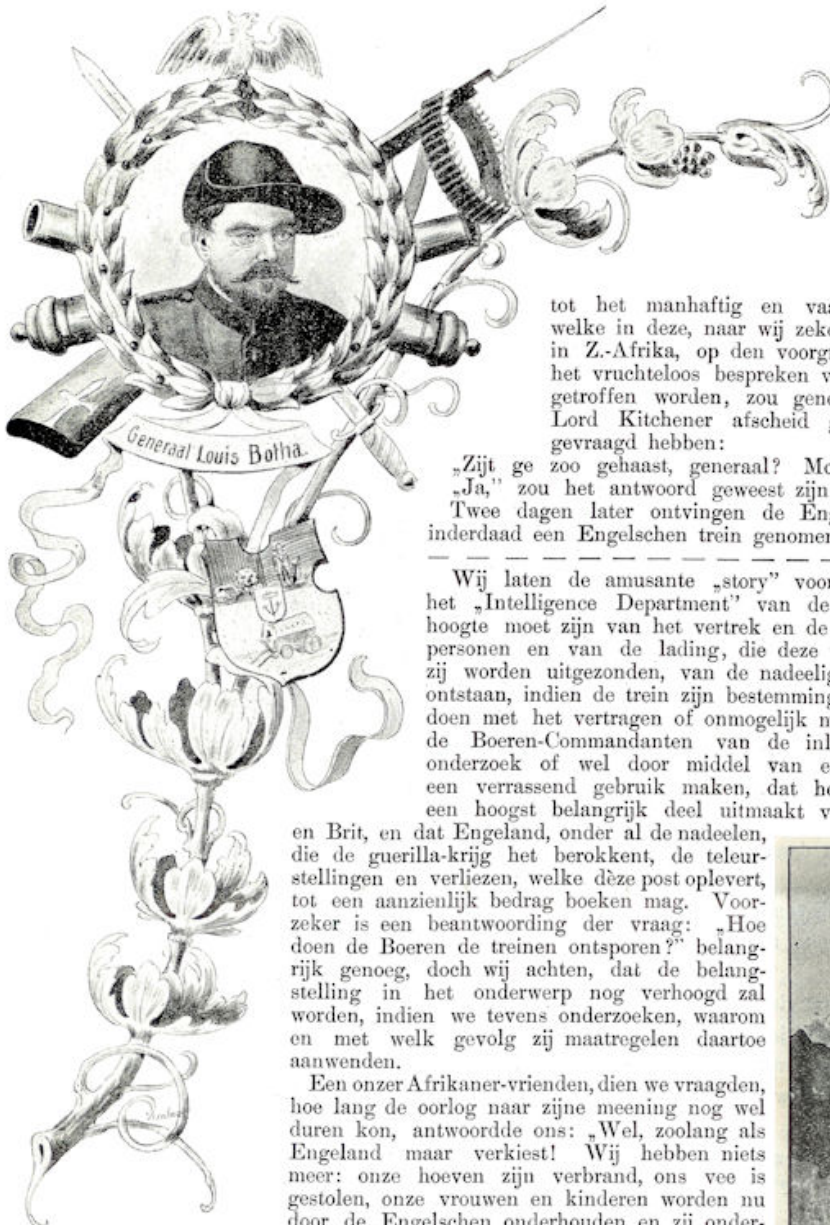 Generaal Louis Botha.
tot het manhaftig en
welke in deze, naar wij
in Z.-Afrika, op den
het vruchteloos bespreken
getroffen worden, zou
Lord Kitchener afscheid
gevraagd hebben:
„Zijt ge zoo gehaast, generaal?
„Ja,” zou het antwoord geweest zijn
Twee dagen later ontvingen de
inderdaad een Engelschen trein
Wij laten de amusante „story” voor
het „Intelligence Department” van de
hoogte moet zijn van het vertrek en de
personen en van de lading, die deze
zij worden uitgezonden, van de
ontstaan, indien de trein zijn bestemming
doen met het vertragen of onmogelijk
de Boeren-Commandanten van de
onderzoek of wel door middel van
een verrassend gebruik maken, dat
een hoogst belangrijk deel uitmaakt
en Brit, en dat Engeland, onder al de nadeelen,
die de guerilla-krijg het berokkent, de teleur-
stellingen en verliezen, welke dèze post oplevert,
tot een aanzienlijk bedrag boeken mag. Voor-
zeker is een beantwoording der vraag: „Hoe
doen de Boeren de treinen ontsporen?” belang-
rijk genoeg, doch wij achten, dat de belang-
stelling in het onderwerp nog verhoogd zal
worden, indien we tevens onderzoeken, waarom
en met welk gevolg zij maatregelen daartoe
aanwenden.
Een onzer Afrikaner-vrienden, dien we vraagden,
hoe lang de oorlog naar zijne meening nog wel
duren kon, antwoordde ons: „Wel, zoolang als
Engeland maar verkiest! Wij hebben niets
meer: onze hoeven zijn verbrand, ons vee is
gestolen, onze vrouwen en kinderen worden nu
door de Engelschen onderhouden en zij onder-